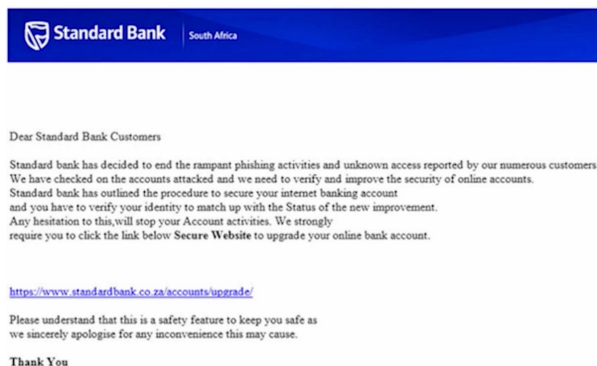 Standard Bank South Africa
Dear Standard Bank Customers
Standard bank has decided to end the rampant phishing activities and unknown access reported by our numerous customers
We have checked on the accounts attacked and we need to verify and improve the security of online accounts.
Standard bank has outlined the procedure to secure your internet banking account
and you have to verify your identity to match up with the Status of the new improvement.
Any hesitation to this,will stop your Account activities. We strongly
require you to click the link below Secure Website to upgrade your online bank account.
https://www.standardbank.co.za/accounts/upgrade/
Please understand that this is a safety feature to keep you safe as
we sincerely apologise for any inconvenience this may cause.
Thank You